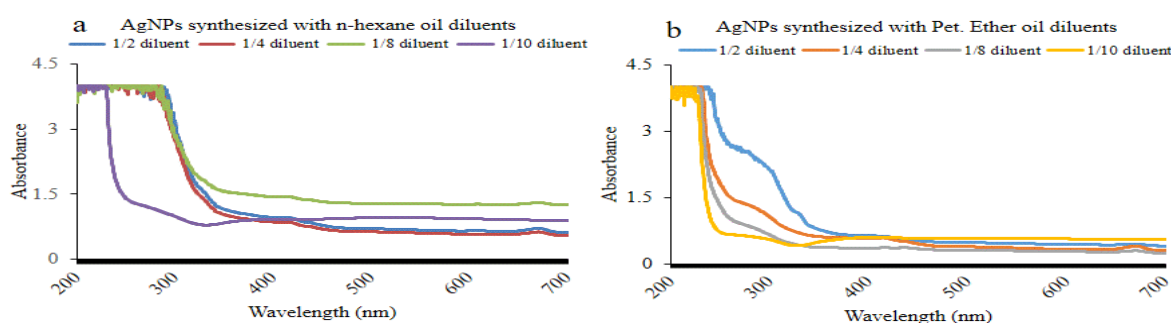 a
AgNPs synthesized with n-hexane oil diluents
1/2 diluent 1/4 diluent 1/8 diluent 1/10 diluent
4.5
3
1.5
0
Absorbance
200 300 400 500 600 700
Wavelength (nm)
b
AgNPs synthesized with Pet. Ether oil diluents
1/2 diluent 1/4 diluent 1/8 diluent 1/10 diluent
4.5
3
1.5
0
Absorbance
200 300 400 500 600 700
Wavelength (nm)